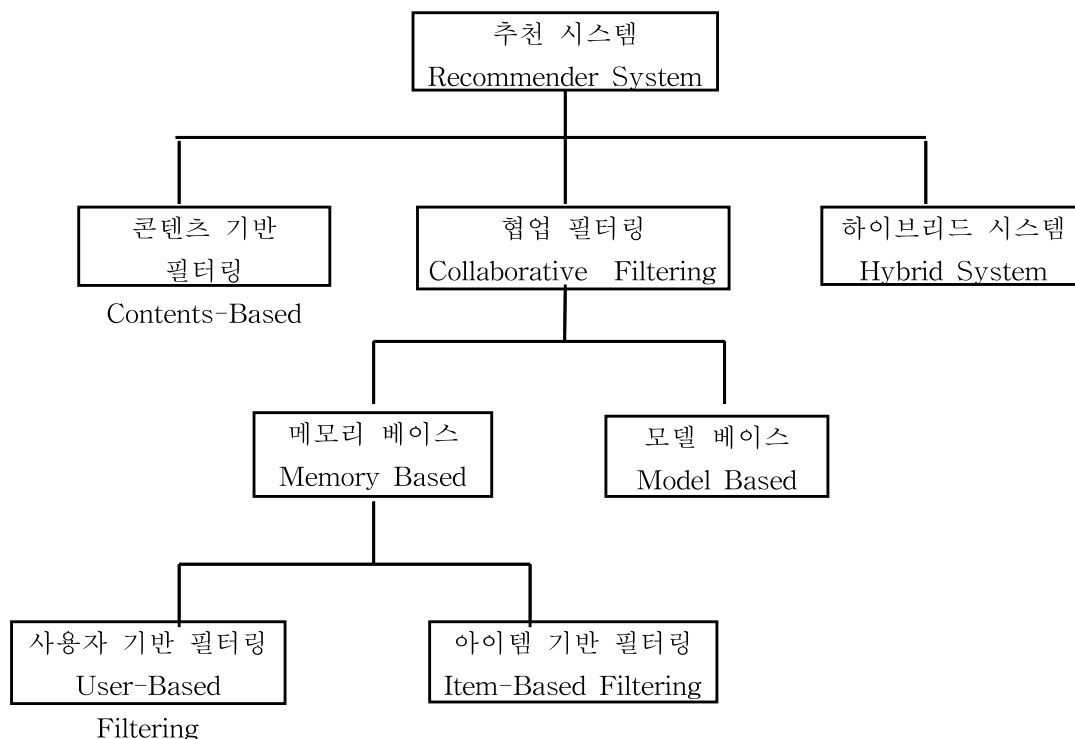 추천 시스템
Recommender System
콘텐츠 기반
필터링
Contents-Based
협업 필터링
Collaborative Filtering
하이브리드 시스템
Hybrid System
메모리 베이스
Memory Based
모델 베이스
Model Based
사용자 기반 필터링
User-Based
Filtering
아이템 기반 필터링
Item-Based Filtering